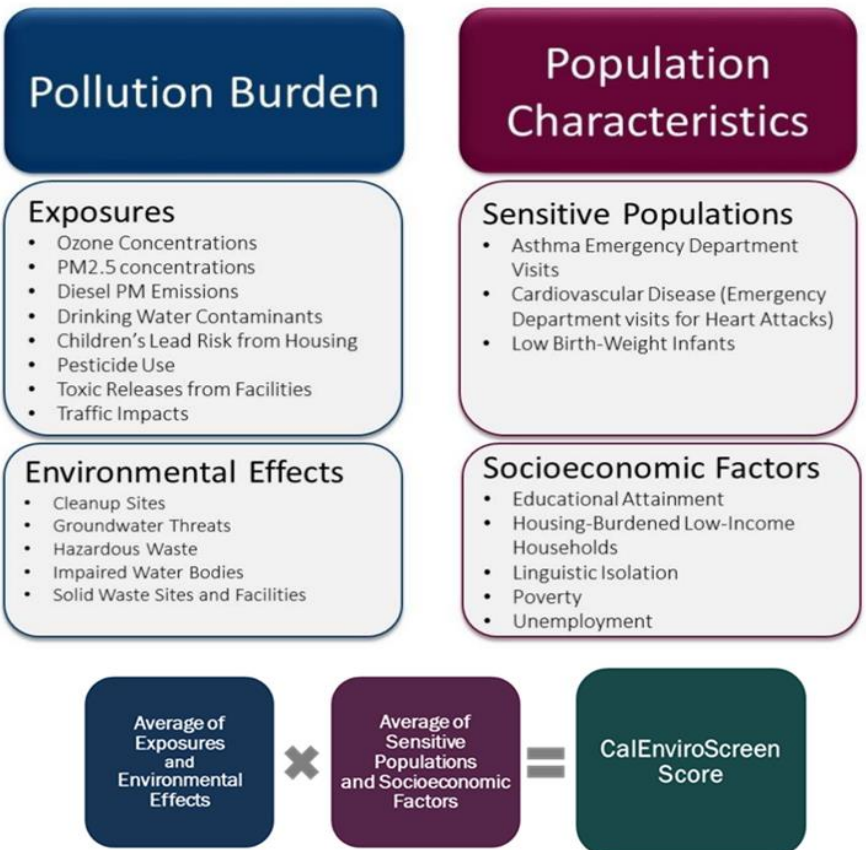 Pollution Burden
Exposures
• Ozone Concentrations
• PM2.5 concentrations
• Diesel PM Emissions
• Drinking Water Contaminants
• Children's Lead Risk from Housing
• Pesticide Use
• Toxic Releases from Facilities
• Traffic Impacts
Environmental Effects
• Cleanup Sites
• Groundwater Threats
• Hazardous Waste
• Impaired Water Bodies
• Solid Waste Sites and Facilities
Population
Characteristics
Sensitive Populations
• Asthma Emergency Department
Visits
• Cardiovascular Disease (Emergency
Department visits for Heart Attacks)
• Low Birth-Weight Infants
Socioeconomic Factors
• Educational Attainment
• Housing-Burdened Low-Income
Households
• Linguistic Isolation
• Poverty
• Unemployment
Average of
Exposures
and
Environmental
Effects
×
Average of
Sensitive
Populations
and Socioeconomic
Factors
=
CalEnviroScreen
Score